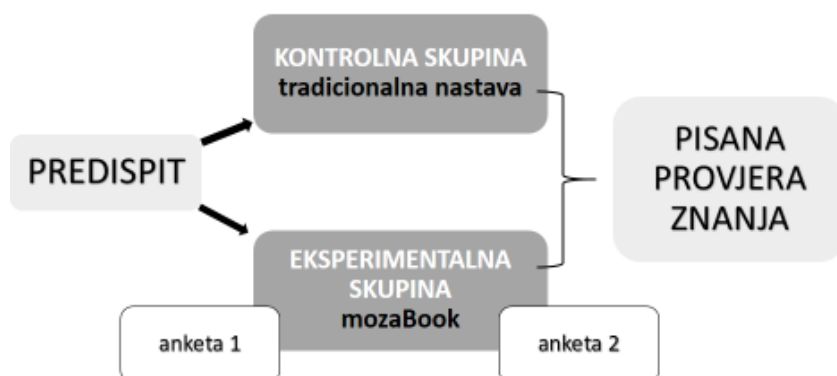 PREDISPIT
KONTROLNA SKUPINA
tradicionalna nastava
EKSPERIMENTALNA
SKUPINA
mozaBook
anketa 1
anketa 2
PISANA
PROVJERA
ZNANJA